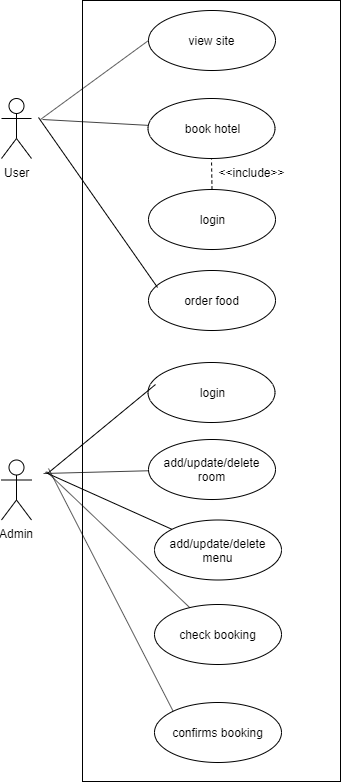 view site
book hotel
User
<<include>>
login
order food
login
add/update/delete
room
Admin
add/update/delete
menu
check booking
confirms booking